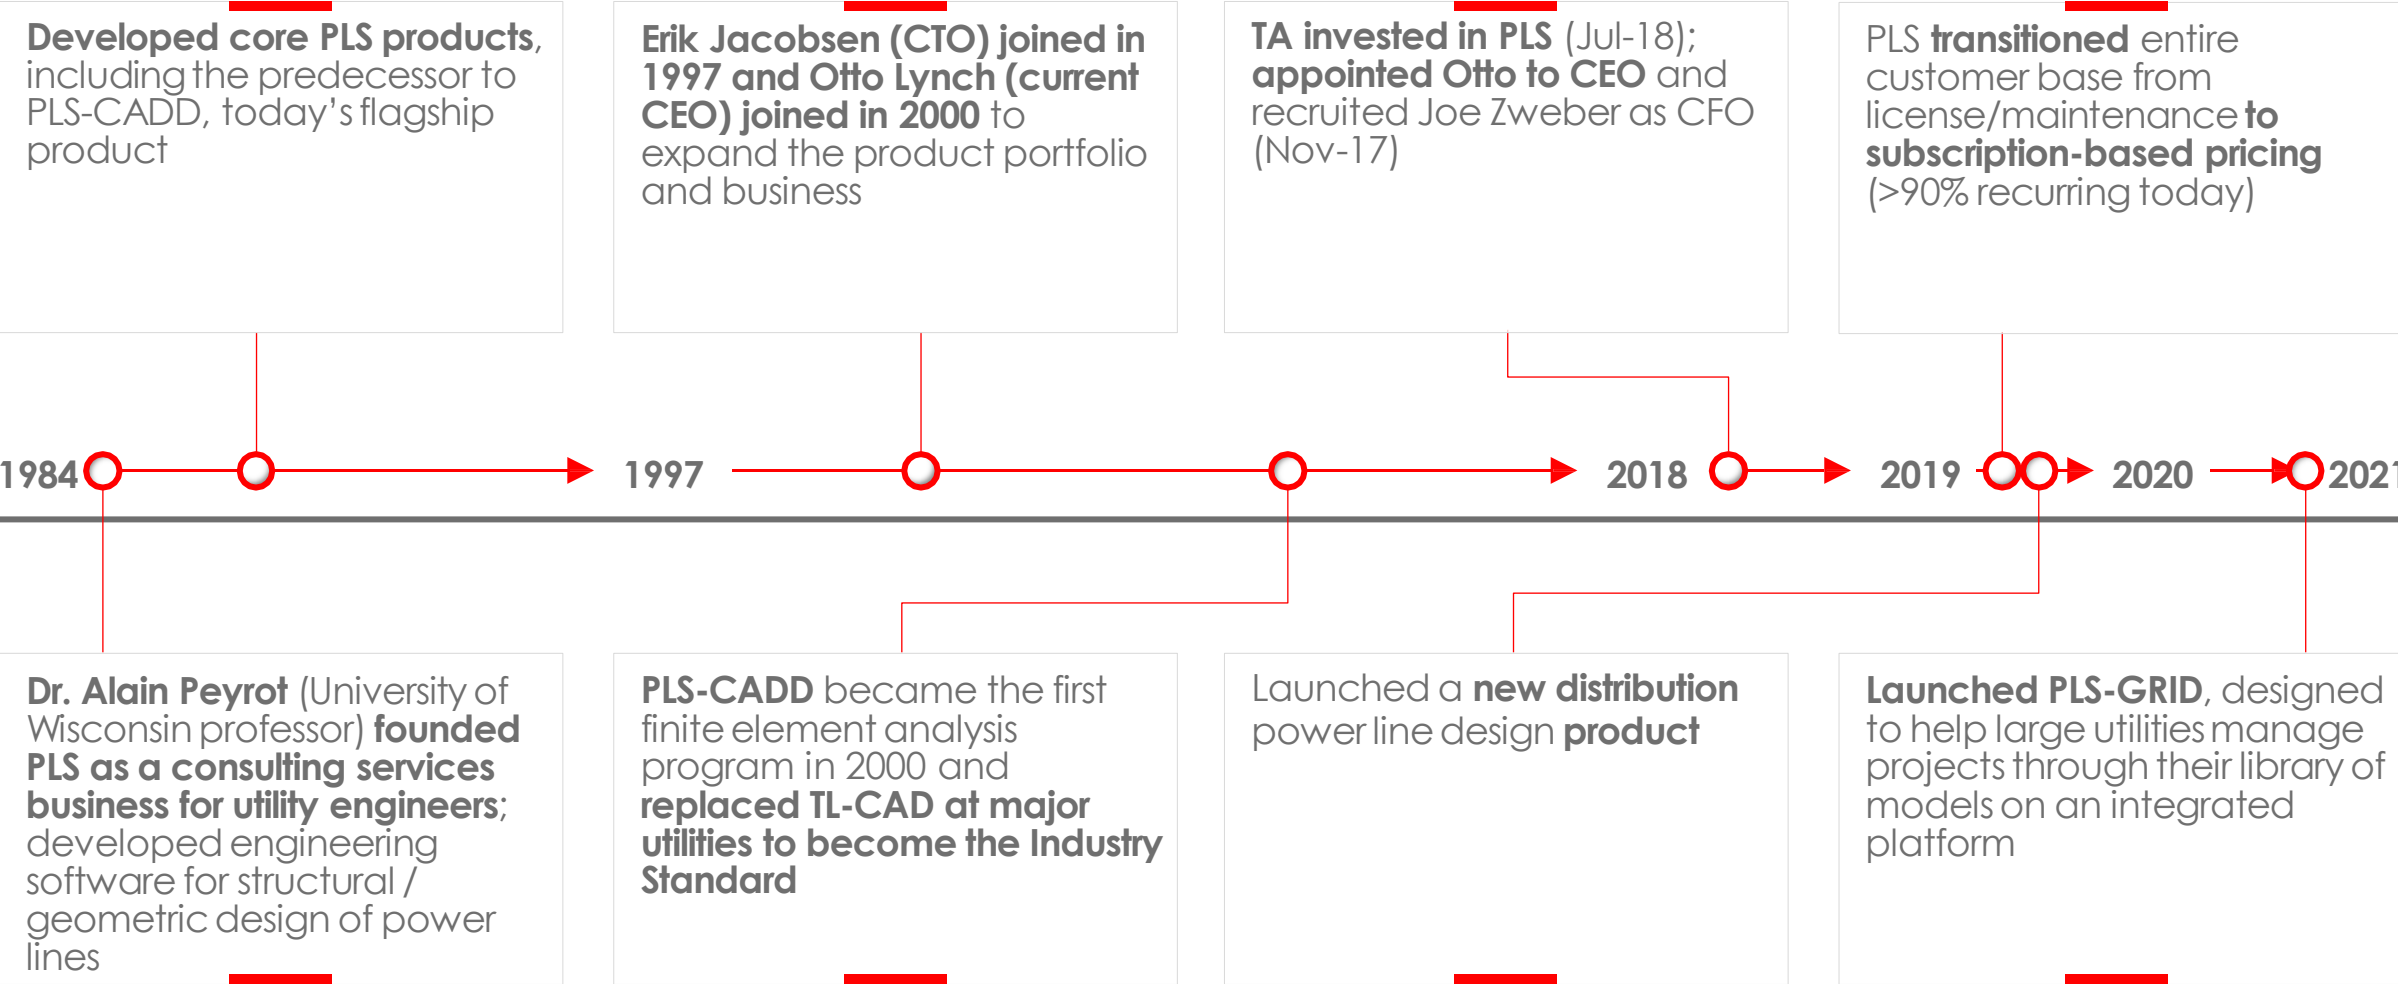 Developed core PLS products,
including the predecessor to
PLS-CADD, today's flagship
product
Erik Jacobsen (CTO) joined in
1997 and Otto Lynch (current
CEO) joined in 2000 to
expand the product portfolio
and business
TA invested in PLS (Jul-18);
appointed Otto to CEO and
recruited Joe Zweber as CFO
(Nov-17)
PLS transitioned entire
customer base from
license/maintenance to
subscription-based pricing
(>90% recurring today)
1984
1997
2018
2019
2020
2021
Dr. Alain Peyrot (University of
Wisconsin professor) founded
PLS as a consulting services
business for utility engineers;
developed engineering
software for structural /
geometric design of power
lines
PLS-CADD became the first
finite element analysis
program in 2000 and
replaced TL-CAD at major
utilities to become the Industry
Standard
Launched a new distribution
power line design product
Launched PLS-GRID, designed
to help large utilities manage
projects through their library of
models on an integrated
platform